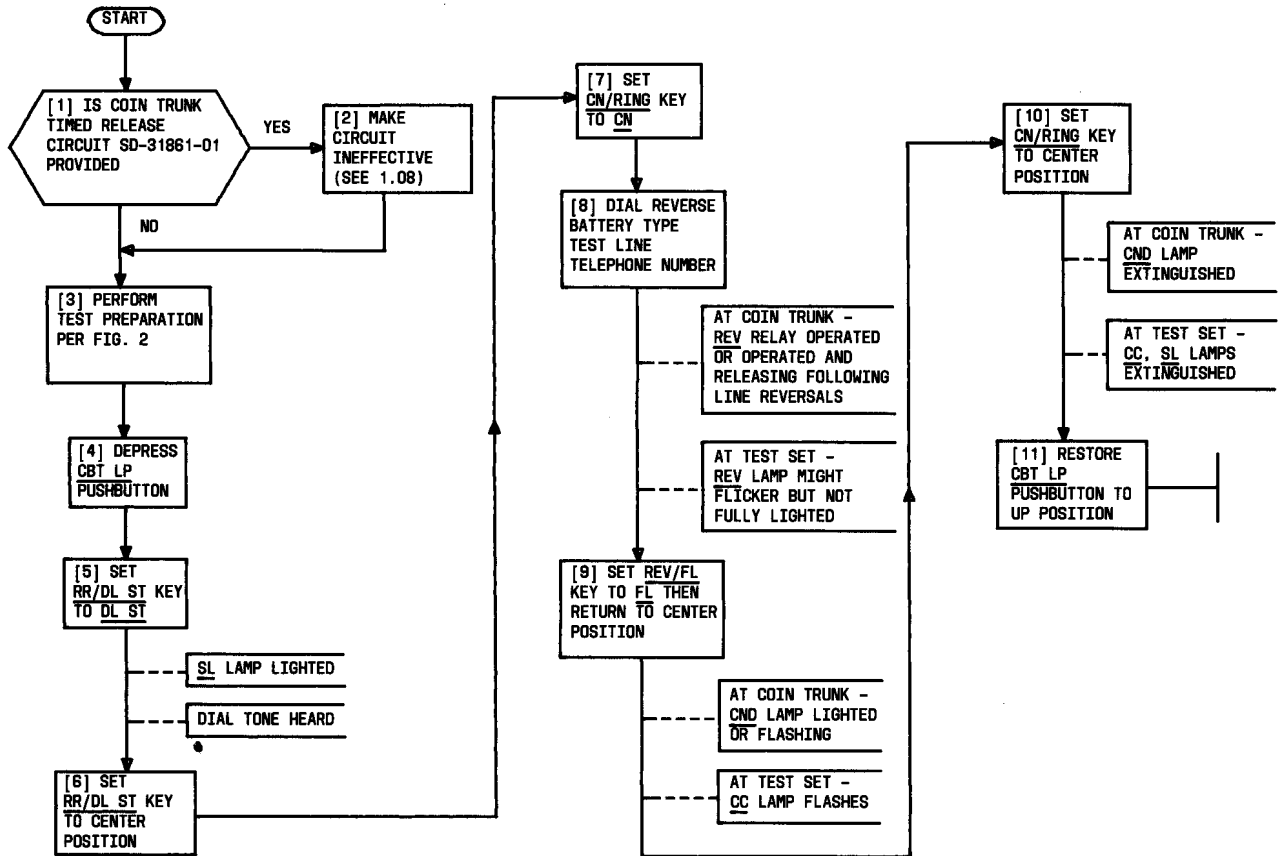 START
[1] IS COIN TRUNK
TIMED RELEASE
CIRCUIT SD-31861-01
PROVIDED
YES
[2] MAKE
CIRCUIT
INEFFECTIVE
(SEE 1.08)
NO
[3] PERFORM
TEST PREPARATION
PER FIG. 2
[4] DEPRESS
CBT LP
PUSHBUTTON
[5] SET
RR/DL ST KEY
TO DL ST
SL LAMP LIGHTED
DIAL TONE HEARD
[6] SET
RR/DL ST KEY
TO CENTER
POSITION
[7] SET
CN/RING KEY
TO CN
[8] DIAL REVERSE
BATTERY TYPE
TEST LINE
TELEPHONE NUMBER
AT COIN TRUNK -
REV RELAY OPERATED
OR OPERATED AND
RELEASING FOLLOWING
LINE REVERSALS
AT TEST SET -
REV LAMP MIGHT
FLICKER BUT NOT
FULLY LIGHTED
[9] SET REV/FL
KEY TO FL THEN
RETURN TO CENTER
POSITION
AT COIN TRUNK -
CND LAMP LIGHTED
OR FLASHING
AT TEST SET -
CC LAMP FLASHES
[10] SET
CN/RING KEY
TO CENTER
POSITION
AT COIN TRUNK -
CND LAMP
EXTINGUISHED
AT TEST SET -
CC, SL LAMPS
EXTINGUISHED
[11] RESTORE
CBT LP
PUSHBUTTON TO
UP POSITION